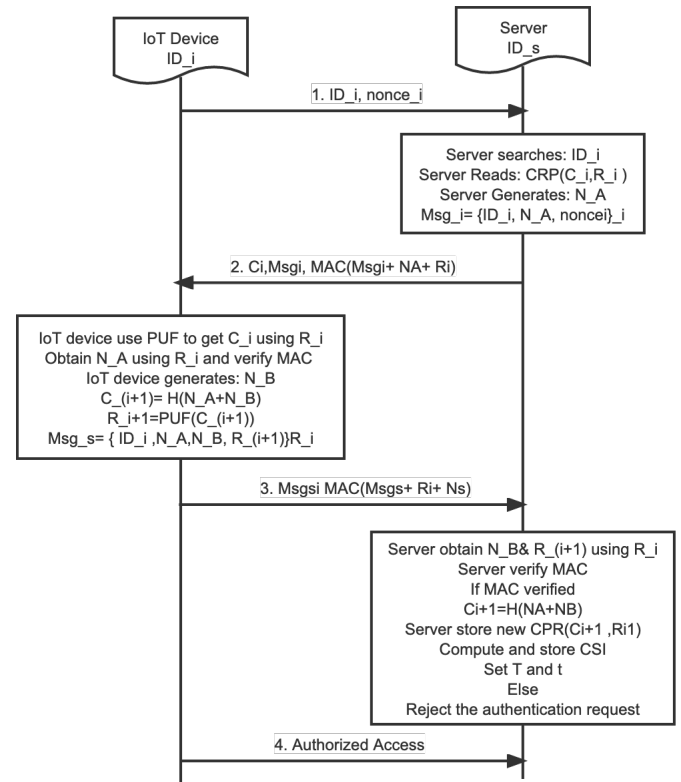 IoT Device
ID_i
Server
ID_s
1. ID_i, nonce_i
Server searches: ID_i
Server Reads: CRP(C_i,R_i )
Server Generates: N_A
Msg_i= {ID_i, N_A, noncei}_i
2. Ci,Msgi, MAC(Msgi+ NA+ Ri)
IoT device use PUF to get C_i using R_i
Obtain N_A using R_i and verify MAC
IoT device generates: N_B
C_(i+1)= H(N_A+N_B)
R_i+1=PUF(C_(i+1))
Msg_s= { ID_i ,N_A,N_B, R_(i+1)}R_i
3. Msgsi MAC(Msgs+ Ri+ Ns)
Server obtain N_B& R_(i+1) using R_i
Server verify MAC
If MAC verified
Ci+1=H(NA+NB)
Server store new CPR(Ci+1 ,Ri1)
Compute and store CSI
Set T and t
Else
Reject the authentication request
4. Authorized Access